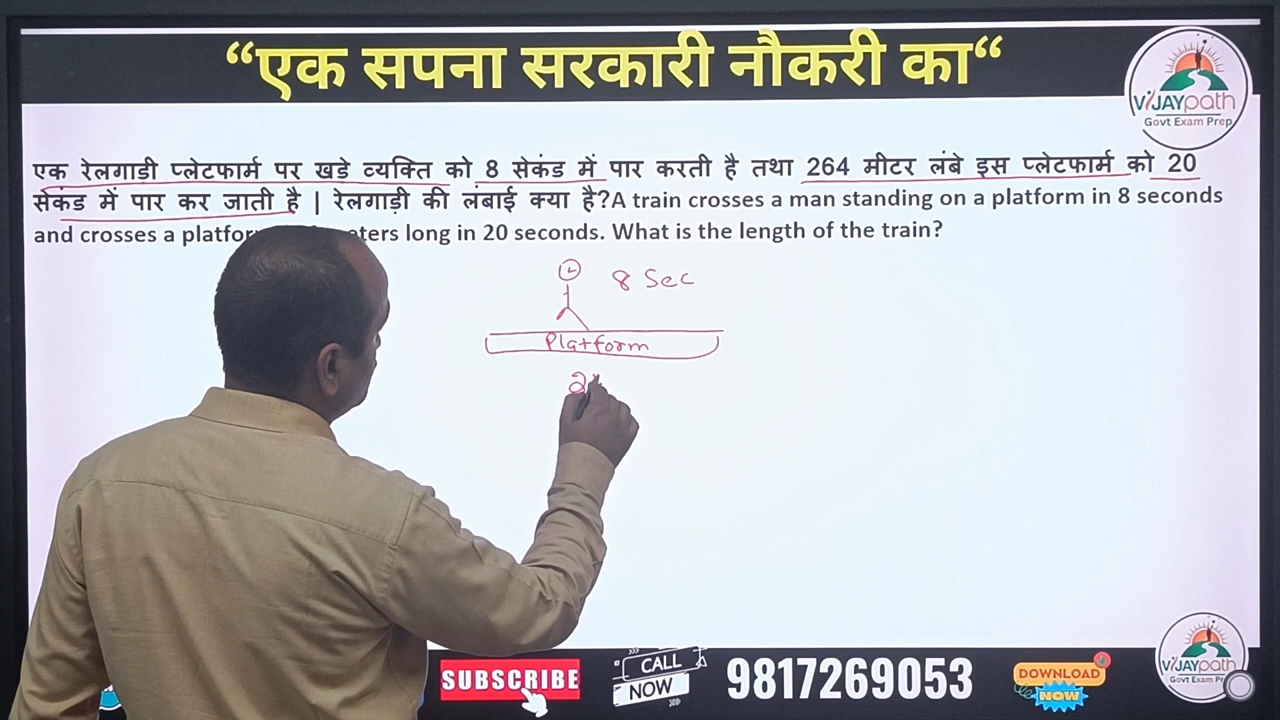 “एक सपना सरकारी नौकरी का“
VIJAYpath
Govt Exam Prep
एक रेलगाड़ी प्लेटफार्म पर खड़े व्यक्ति को 8 सेकंड में पार करती है तथा 264 मीटर लंबे इस प्लेटफार्म को 20
सेकंड में पार कर जाती है | रेलगाड़ी की लंबाई क्या है?A train crosses a man standing on a platform in 8 seconds
and crosses a long in 20 seconds. What is the length of the train?
8 Sec
Platform
SUBSCRIBE
CALL
NOW
9817269053
DOWNLOAD
NOW
VIJAYpath
Govt Exam